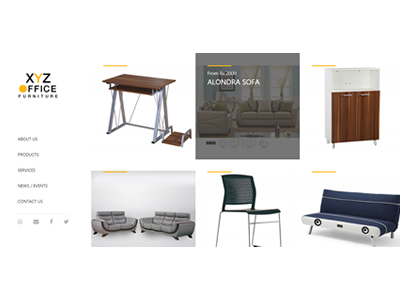 XYZ
OFFICE
FURNITURE
ABOUT US
PRODUCTS
SERVICES
NEWS / EVENTS
CONTACT US
From Rs 2000
ALONDRA SOFA